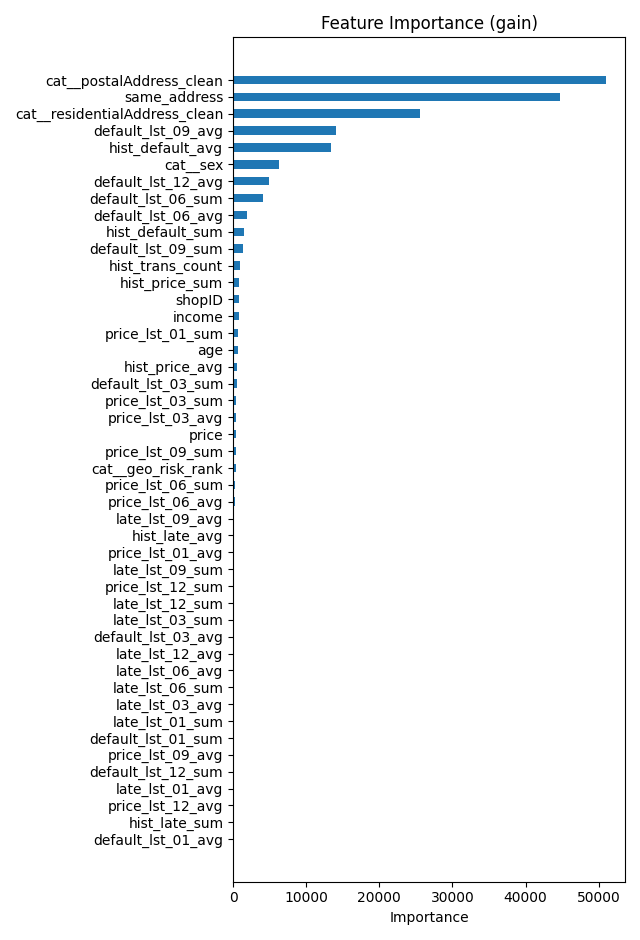 Feature Importance (gain)
cat__postalAddress_clean
same_address
cat__residentialAddress_clean
default_lst_09_avg
hist_default_avg
cat__sex
default_lst_12_avg
default_lst_06_sum
default_lst_06_avg
hist_default_sum
default_lst_09_sum
hist_trans_count
hist_price_sum
shopID
income
price_lst_01_sum
age
hist_price_avg
default_lst_03_sum
price_lst_03_sum
price_lst_03_avg
price
price_lst_09_sum
cat__geo_risk_rank
price_lst_06_sum
price_lst_06_avg
late_lst_09_avg
hist_late_avg
price_lst_01_avg
late_lst_09_sum
price_lst_12_sum
late_lst_12_sum
late_lst_03_sum
default_lst_03_avg
late_lst_12_avg
late_lst_06_avg
late_lst_06_sum
late_lst_03_avg
late_lst_01_sum
default_lst_01_sum
price_lst_09_avg
default_lst_12_sum
late_lst_01_avg
price_lst_12_avg
hist_late_sum
default_lst_01_avg
0 10000 20000 30000 40000 50000
Importance